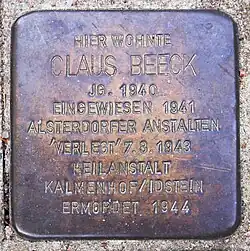 HIER WOHNTE
CLAUS BEECK
JG. 1940
EINGEWIESEN 1941
ALSTERDORFER ANSTALTEN
'VERLEGT' 7. 9. 1943
HEILANSTALT
KALMENHOF/IDSTEIN
ERMORDET 1944